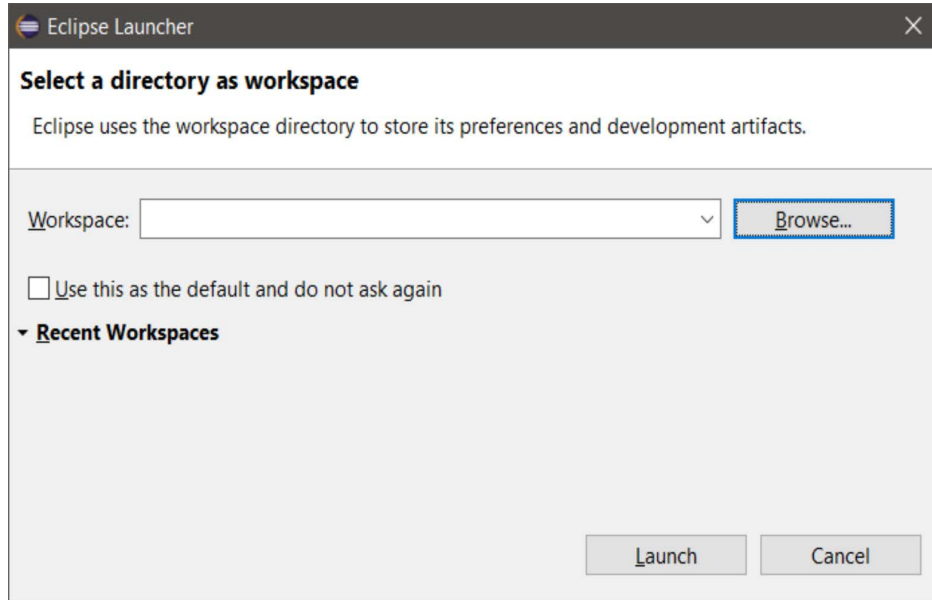 Eclipse Launcher
Select a directory as workspace
Eclipse uses the workspace directory to store its preferences and development artifacts.
Workspace: Browse...
Use this as the default and do not ask again
Recent Workspaces
Launch Cancel